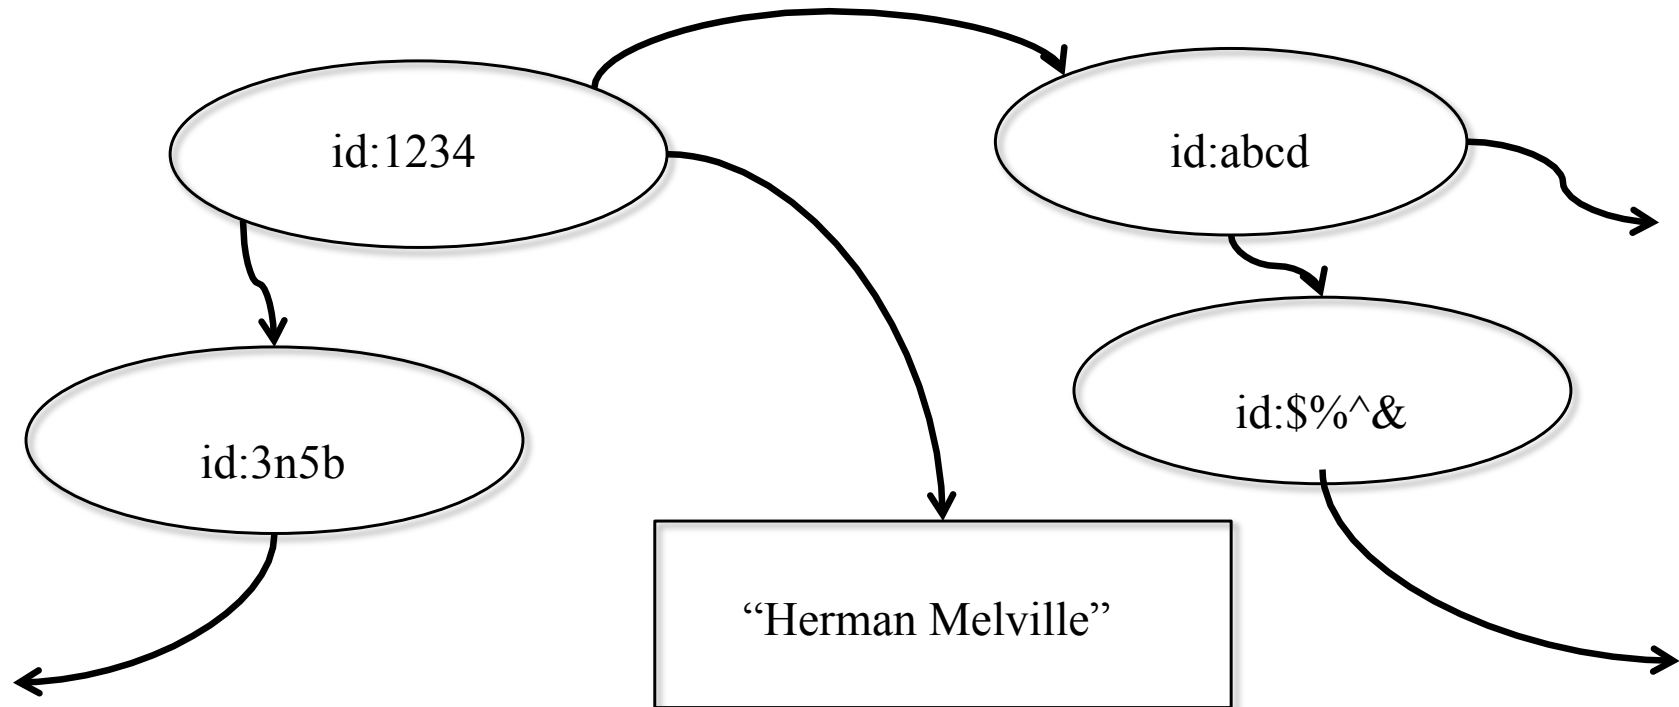 id:1234
id:abcd
id:$%^&
id:3n5b
“Herman Melville”